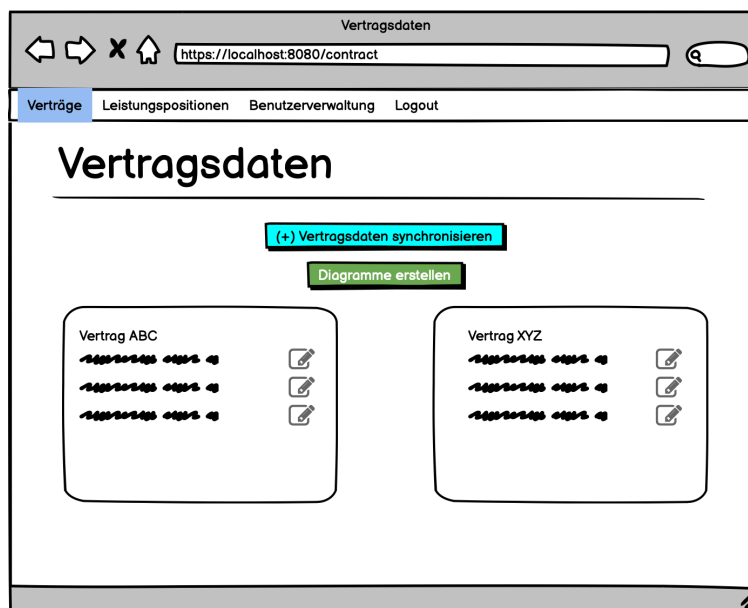 Vertragsdaten
https://localhost:8080/contract
Verträge Leistungspositionen Benutzerverwaltung Logout
Vertragsdaten
(+) Vertragsdaten synchronisieren
Diagramme erstellen
Vertrag ABC
Vertrag XYZ